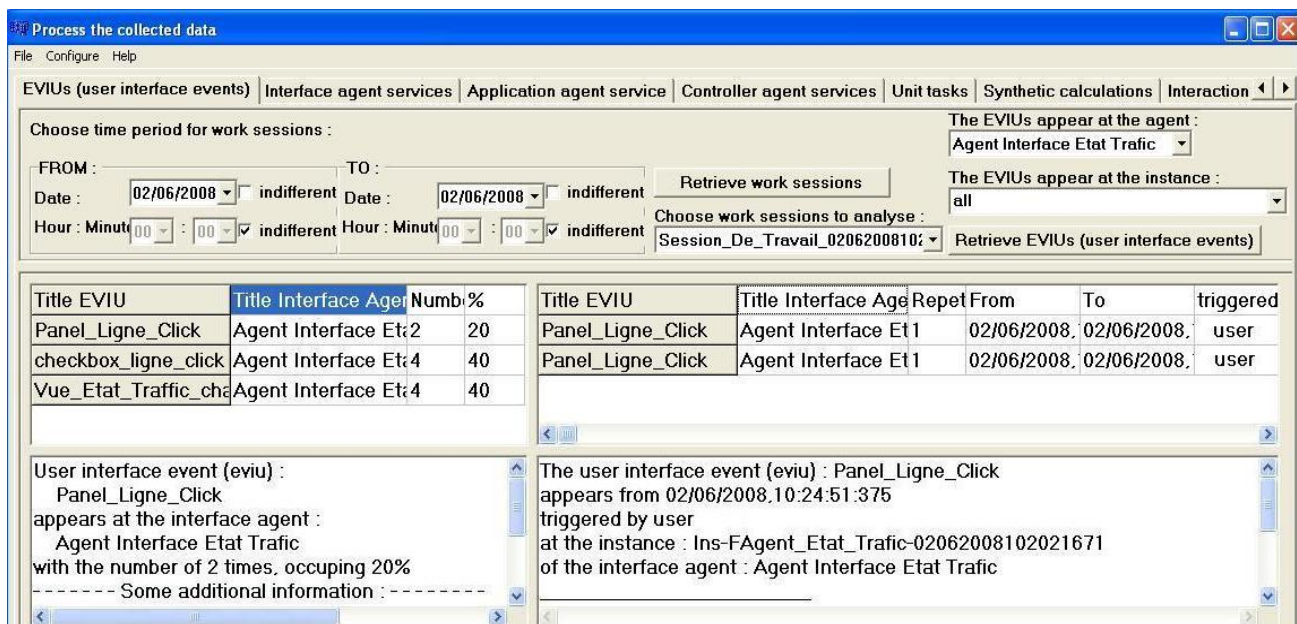 Process the collected data
File Configure Help
EVIUs (user interface events) Interface agent services Application agent service Controller agent services Unit tasks Synthetic calculations Interaction
Choose time period for work sessions :
FROM :
Date : 02/06/2008 indifferent
Hour : Minut 00 : 00 indifferent
TO :
Date : 02/06/2008 indifferent
Hour : Minut 00 : 00 indifferent
Retrieve work sessions
Choose work sessions to analyse :
Session_De_Travail_0206200810
The EVIUs appear at the agent :
Agent Interface Etat Trafic
The EVIUs appear at the instance :
all
Retrieve EVIUs (user interface events)
Title EVIU Title Interface Ager Numb %
Panel_Ligne_Click Agent Interface Eta 2 20
checkbox_ligne_click Agent Interface Eta 4 40
Vue_Etat_Traffic_cha Agent Interface Eta 4 40
Title EVIU Title Interface Age Repet From To triggered
Panel_Ligne_Click Agent Interface Et 1 02/06/2008, 02/06/2008, user
Panel_Ligne_Click Agent Interface Et 1 02/06/2008, 02/06/2008, user
User interface event (eviu) :
Panel_Ligne_Click
appears at the interface agent :
Agent Interface Etat Trafic
with the number of 2 times, occuping 20%
------- Some additional information : --------
The user interface event (eviu) : Panel_Ligne_Click
appears from 02/06/2008,10:24:51:375
triggered by user
at the instance : Ins-FAgent_Etat_Trafic-02062008102021671
of the interface agent : Agent Interface Etat Trafic